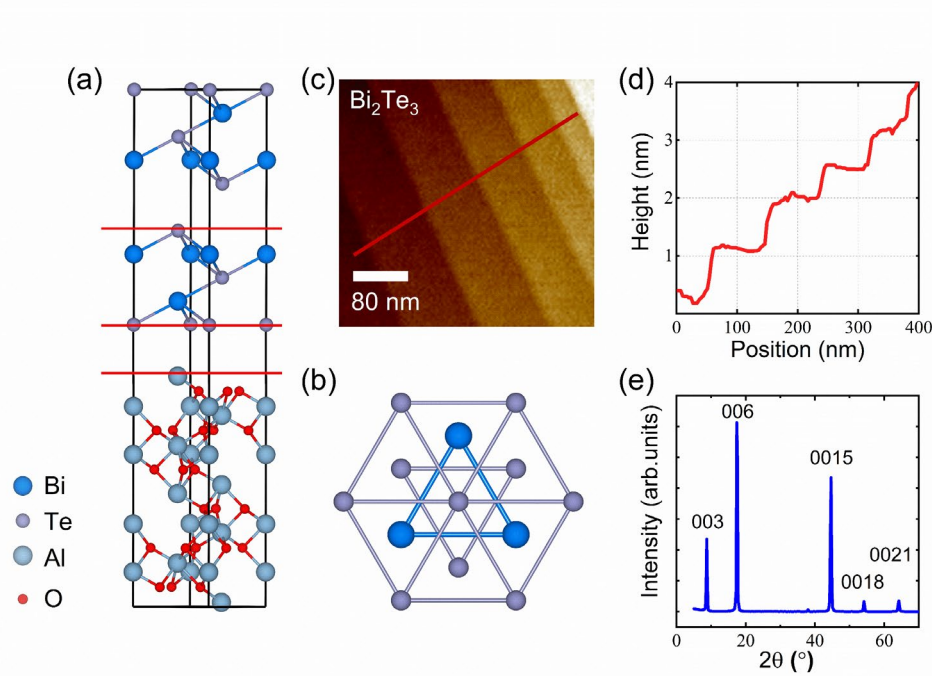 (a)
Bi
Te
Al
O
(c)
Bi₂Te₃
80 nm
(b)
(d)
Height (nm)
4
3
2
1
0
100
200
300
400
Position (nm)
(e)
Intensity (arb.units)
003
006
0015
0018
0021
0
20
40
60
2θ (°)